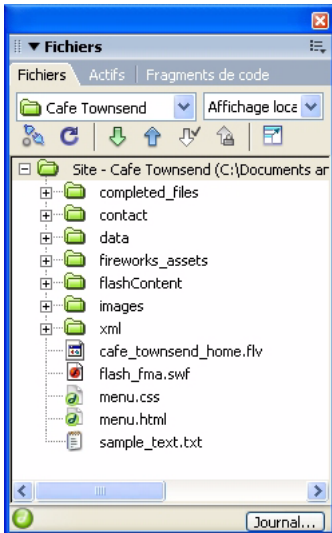 Fichiers
Fichiers Actifs Fragments de code
Cafe Townsend Affichage loca
Site - Cafe Townsend (C:\Documents ar
completed_files
contact
data
fireworks_assets
flashContent
images
xml
cafe_townsend_home.flv
flash_fma.swf
menu.css
menu.html
sample_text.txt
Journal...